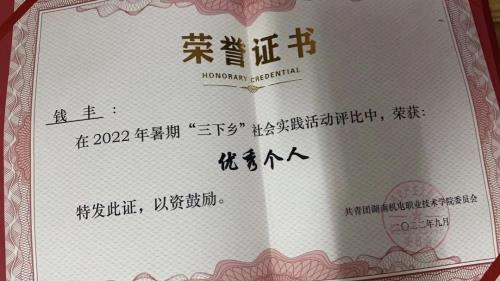 荣誉证书
HONORARY CREDENTIAL
钱丰：
在2022年暑期“三下乡”社会实践活动评比中，荣获：
优秀个人
特发此证，以资鼓励。
共青团湖南机电职业技术学院委员会
二〇二二年九月